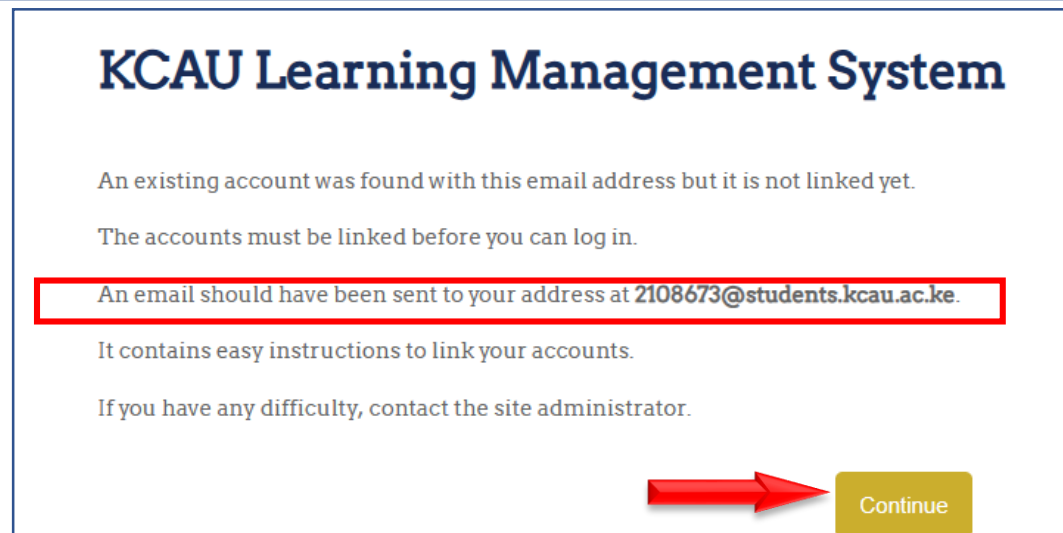 KCAU Learning Management System
An existing account was found with this email address but it is not linked yet.
The accounts must be linked before you can log in.
An email should have been sent to your address at 2108673@students.kcau.ac.ke.
It contains easy instructions to link your accounts.
If you have any difficulty, contact the site administrator.
Continue